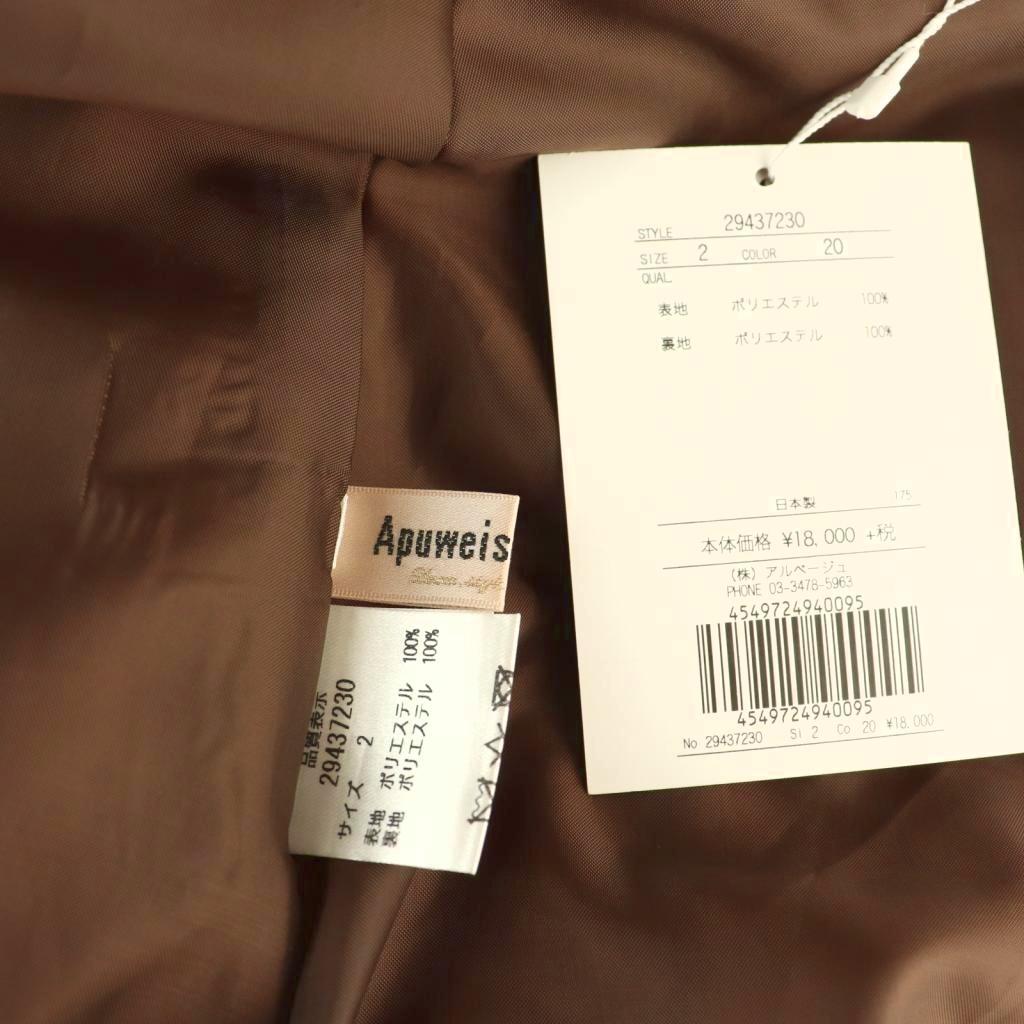 STYLE 29437230
SIZE 2 COLOR 20
QUAL
表地 ポリエステル 100%
裏地 ポリエステル 100%
日本製 175
本体価格 ¥18,000 +税
(株) アルページュ
PHONE 03-3478-5963
4549724940095
4549724940095
No 29437230 Si 2 Co 20 ¥18,000
Apuweis
品質表示
29437230
サイズ 2
表地 ポリエステル 100%
裏地 ポリエステル 100%